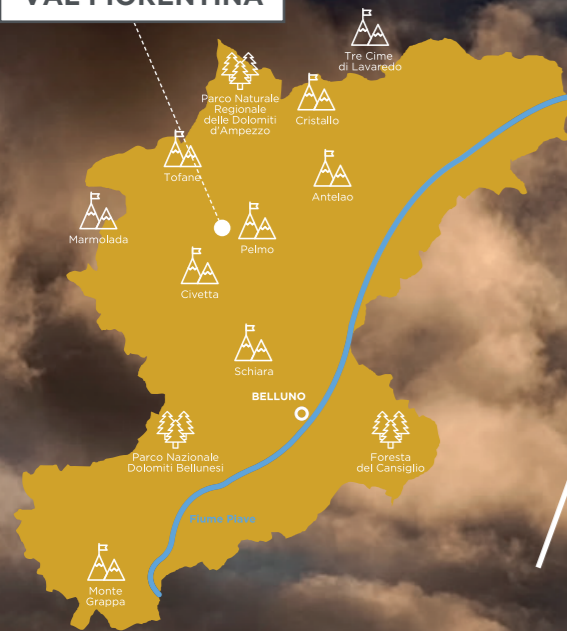 VAL FIORENTINA
Tre Cime
di Lavaredo
Parco Naturale
Regionale
delle Dolomiti
d'Ampezzo
Cristallo
Tofane
Antelao
Marmolada
Pelmo
Civetta
Schiara
BELLUNO
Parco Nazionale
Dolomiti Bellunesi
Foresta
del Cansiglio
Fiume Piave
Monte
Grappa